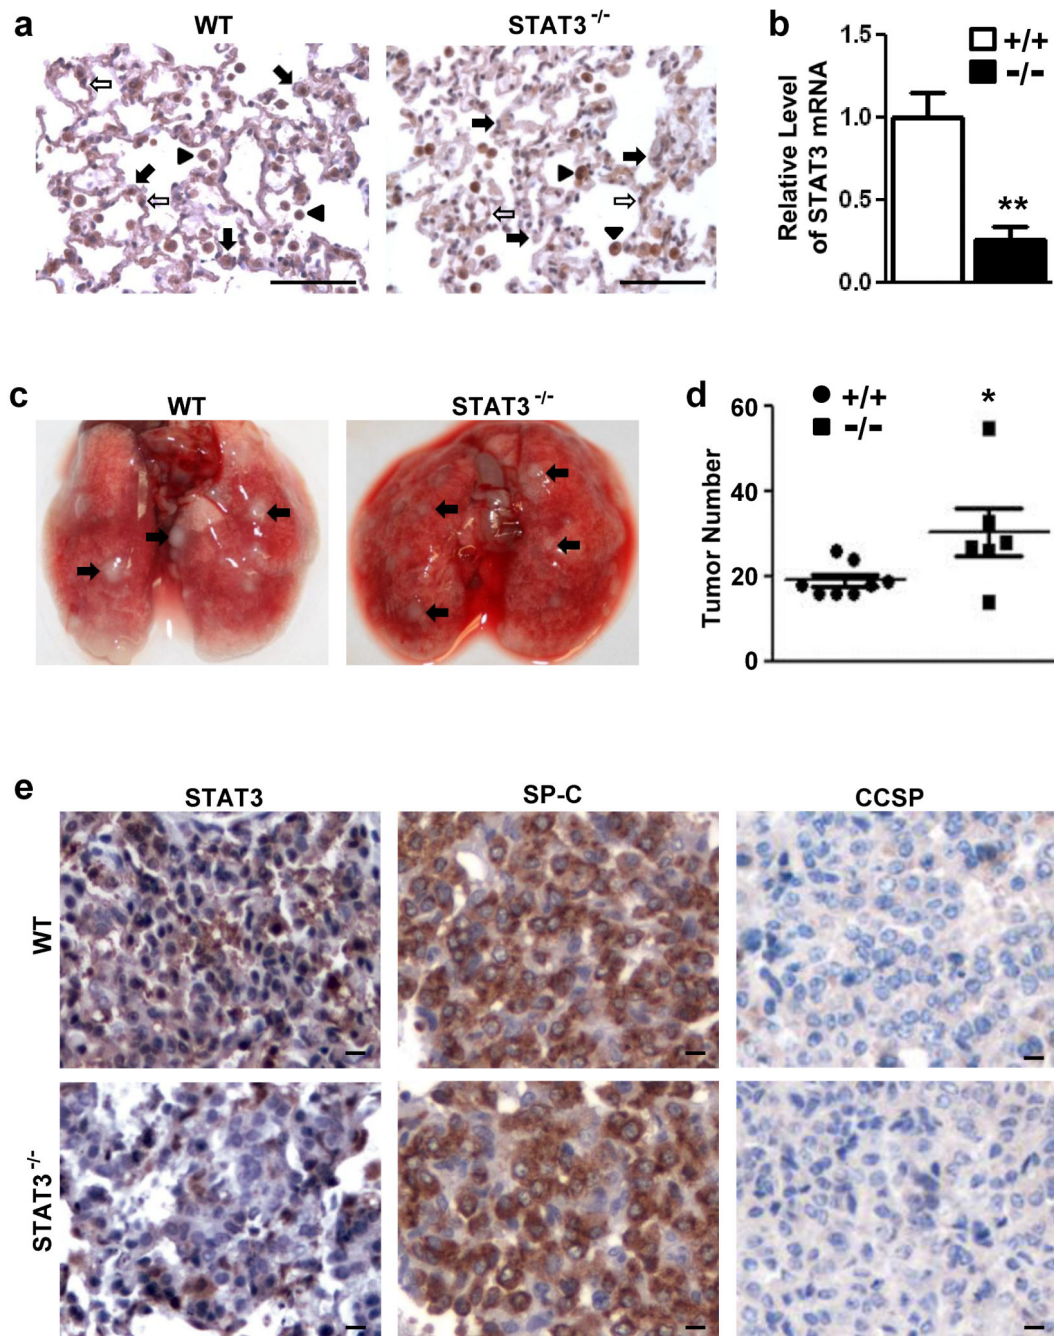 a
WT
STAT3-/-
b
Relative Level
of STAT3 mRNA
1.5
1.0
0.5
0.0
+/+
-/-
**
c
WT
STAT3-/-
d
Tumor Number
60
40
20
0
+/+
-/-
*
e
STAT3
SP-C
CCSP
WT
STAT3-/-